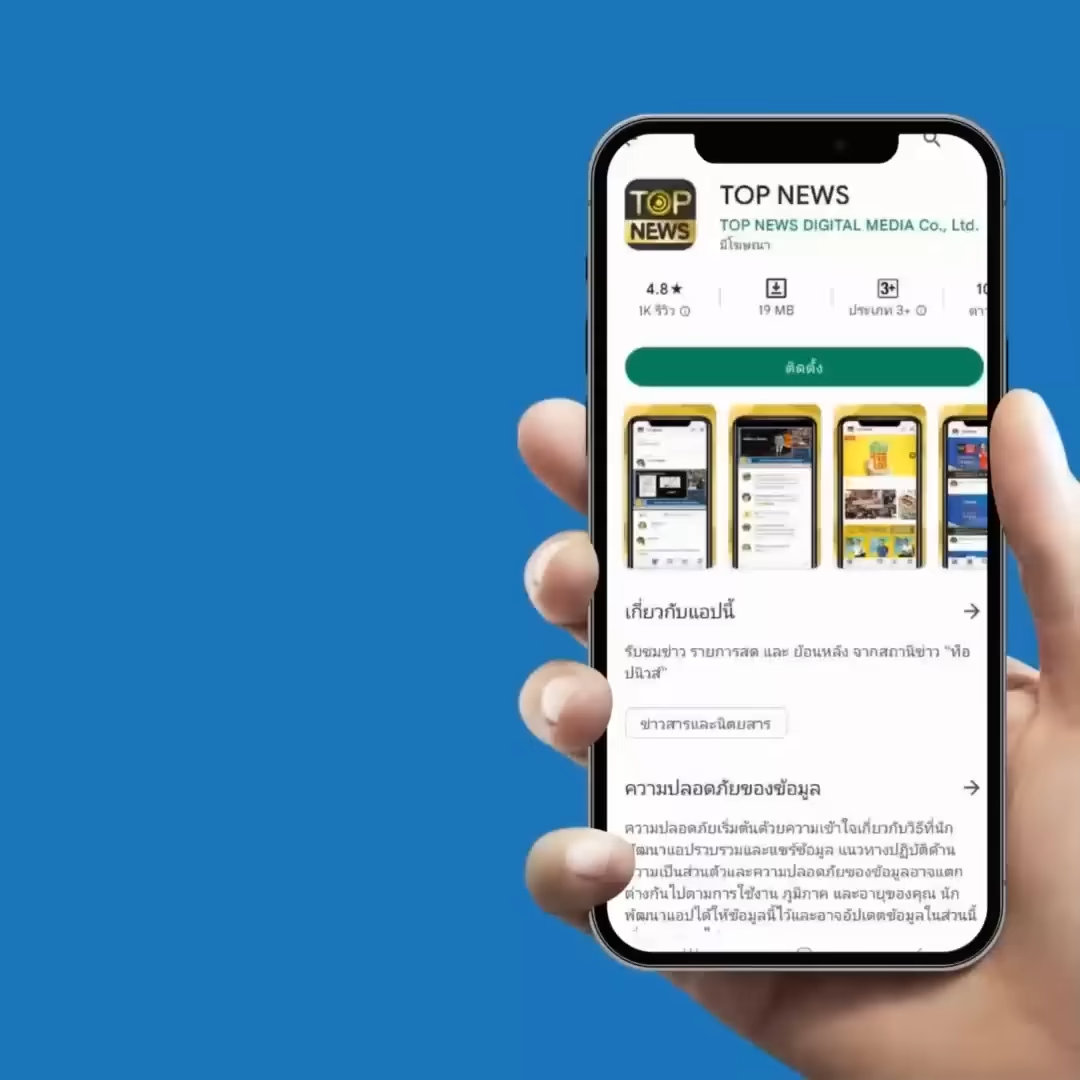 TOP
NEWS
TOP NEWS
TOP NEWS DIGITAL MEDIA Co., Ltd.
มีโฆษณา
4.8★
1K รีวิว
19 MB
3+
ประเภท 3+
ติดตั้ง
เกี่ยวกับแอปนี้
รับชมข่าว รายการสด และ ย้อนหลัง จากสถานีข่าว "ท็อ
ปนิวส์"
ข่าวสารและนิตยสาร
ความปลอดภัยของข้อมูล
ความปลอดภัยเริ่มต้นด้วยความเข้าใจเกี่ยวกับวิธีที่นัก
พัฒนาแอปรวบรวมและแชร์ข้อมูล แนวทางปฏิบัติด้าน
ความเป็นส่วนตัวและความปลอดภัยของข้อมูลอาจแตก
ต่างกันไปตามการใช้งาน ภูมิภาค และอายุของคุณ นัก
พัฒนาแอปได้ให้ข้อมูลนี้ไว้และอาจอัปเดตข้อมูลในส่วนนี้